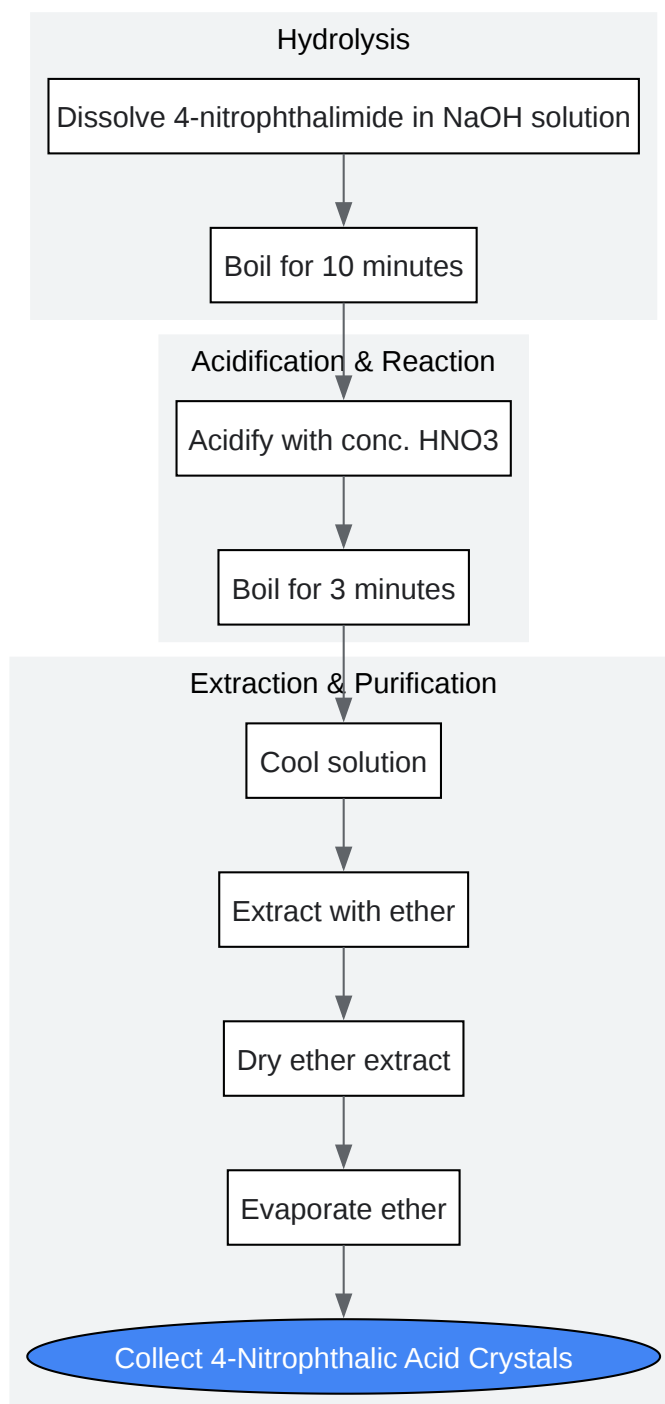 Hydrolysis
Dissolve 4-nitrophthalimide in NaOH solution
Boil for 10 minutes
Acidification & Reaction
Acidify with conc. HNO3
Boil for 3 minutes
Extraction & Purification
Cool solution
Extract with ether
Dry ether extract
Evaporate ether
Collect 4-Nitrophthalic Acid Crystals